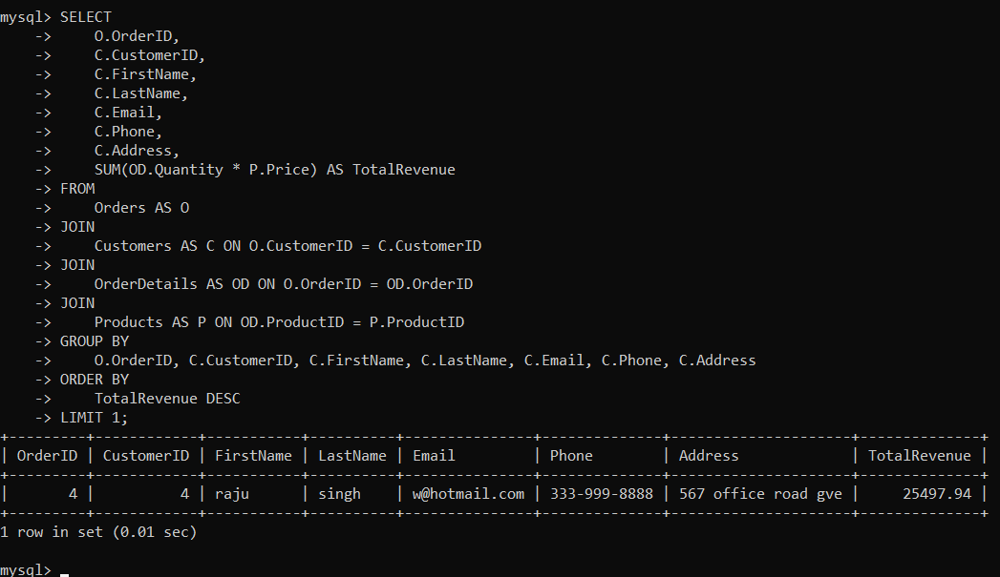 mysql> SELECT
    ->     O.OrderID,
    ->     C.CustomerID,
    ->     C.FirstName,
    ->     C.LastName,
    ->     C.Email,
    ->     C.Phone,
    ->     C.Address,
    ->     SUM(OD.Quantity * P.Price) AS TotalRevenue
    -> FROM
    ->     Orders AS O
    -> JOIN
    ->     Customers AS C ON O.CustomerID = C.CustomerID
    -> JOIN
    ->     OrderDetails AS OD ON O.OrderID = OD.OrderID
    -> JOIN
    ->     Products AS P ON OD.ProductID = P.ProductID
    -> GROUP BY
    ->     O.OrderID, C.CustomerID, C.FirstName, C.LastName, C.Email, C.Phone, C.Address
    -> ORDER BY
    ->     TotalRevenue DESC
    -> LIMIT 1;
+---------+------------+-----------+----------+---------------+--------------+---------------------+--------------+
| OrderID | CustomerID | FirstName | LastName | Email         | Phone        | Address             | TotalRevenue |
+---------+------------+-----------+----------+---------------+--------------+---------------------+--------------+
|       4 |          4 | raju      | singh    | w@hotmail.com | 333-999-8888 | 567 office road gve |     25497.94 |
+---------+------------+-----------+----------+---------------+--------------+---------------------+--------------+
1 row in set (0.01 sec)

mysql> _